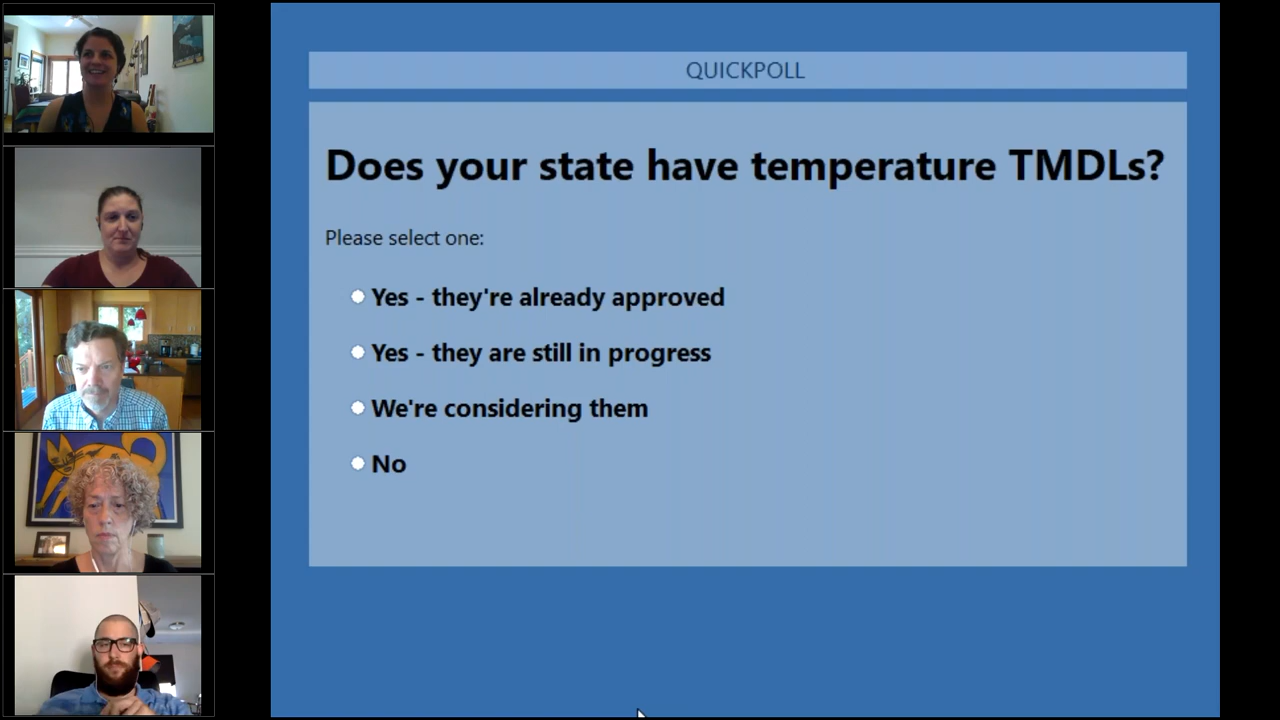 QUICKPOLL
Does your state have temperature TMDLs?
Please select one:
Yes - they're already approved
Yes - they are still in progress
We're considering them
No